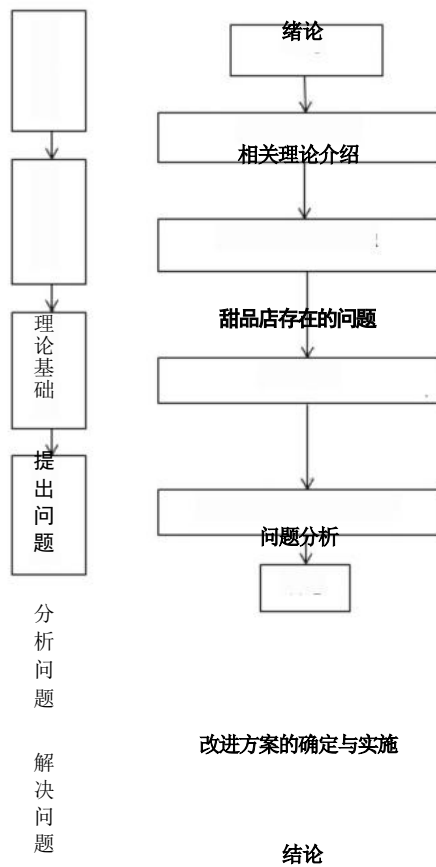 绪论
相关理论介绍
理论基础
甜品店存在的问题
提出问题
问题分析
分析问题
改进方案的确定与实施
解决问题
结论